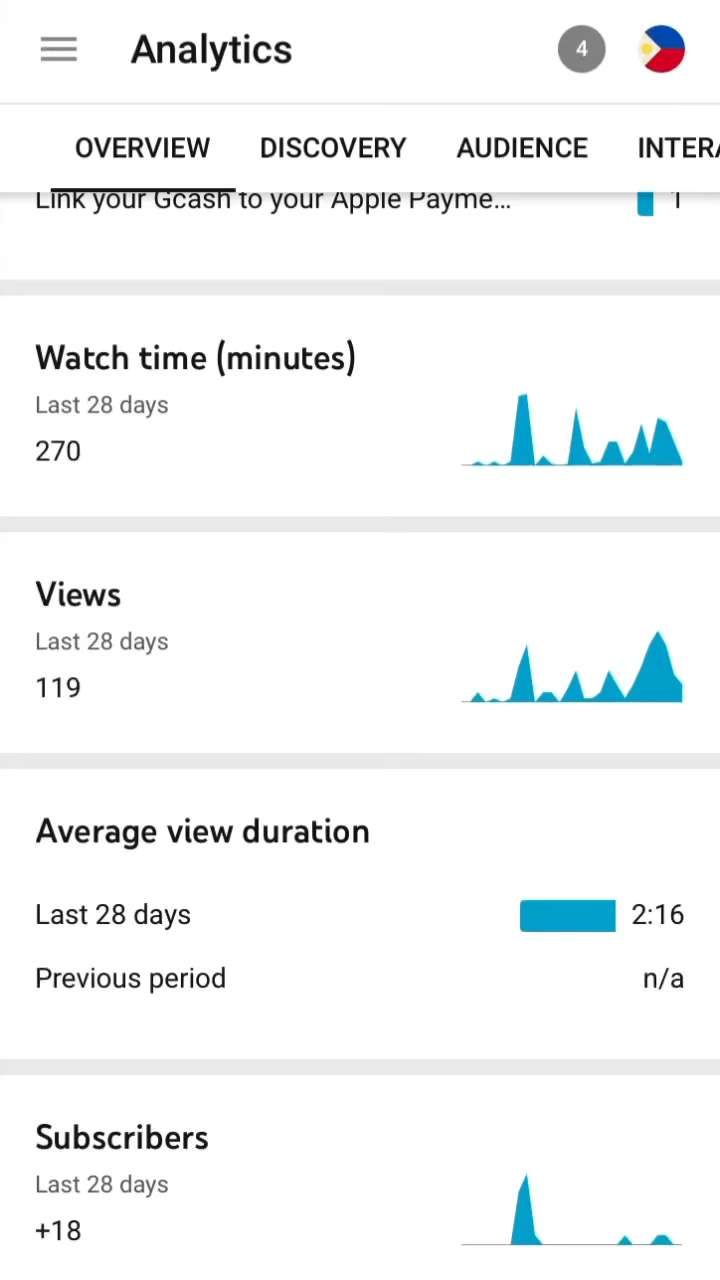 Analytics
4
OVERVIEW DISCOVERY AUDIENCE INTERA
Link your Gcash to your Apple Payme... 1
Watch time (minutes)
Last 28 days
270
Views
Last 28 days
119
Average view duration
Last 28 days 2:16
Previous period n/a
Subscribers
Last 28 days
+18